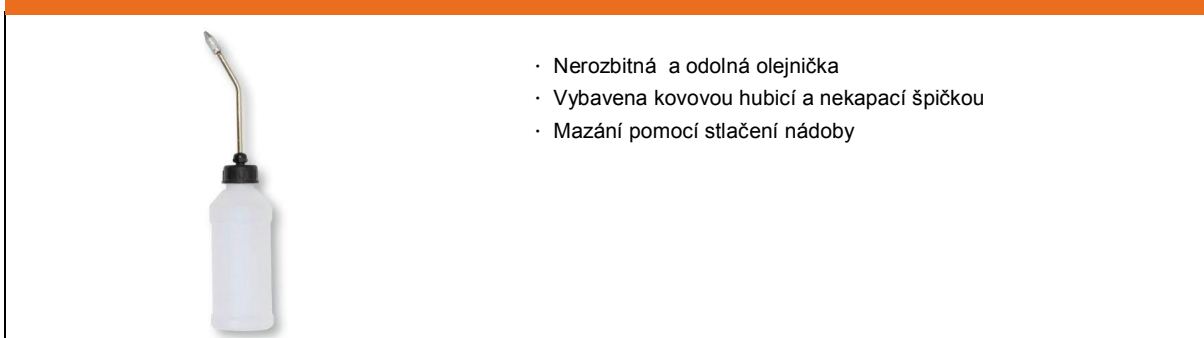 · Nerozbitná  a odolná olejnička
· Vybavena kovovou hubicí a nekapací špičkou
· Mazání pomocí stlačení nádoby